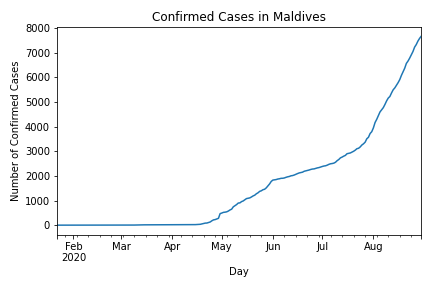 Confirmed Cases in Maldives
8000
7000
6000
5000
4000
3000
2000
1000
0
Number of Confirmed Cases
Feb Mar Apr May Jun Jul Aug
2020
Day